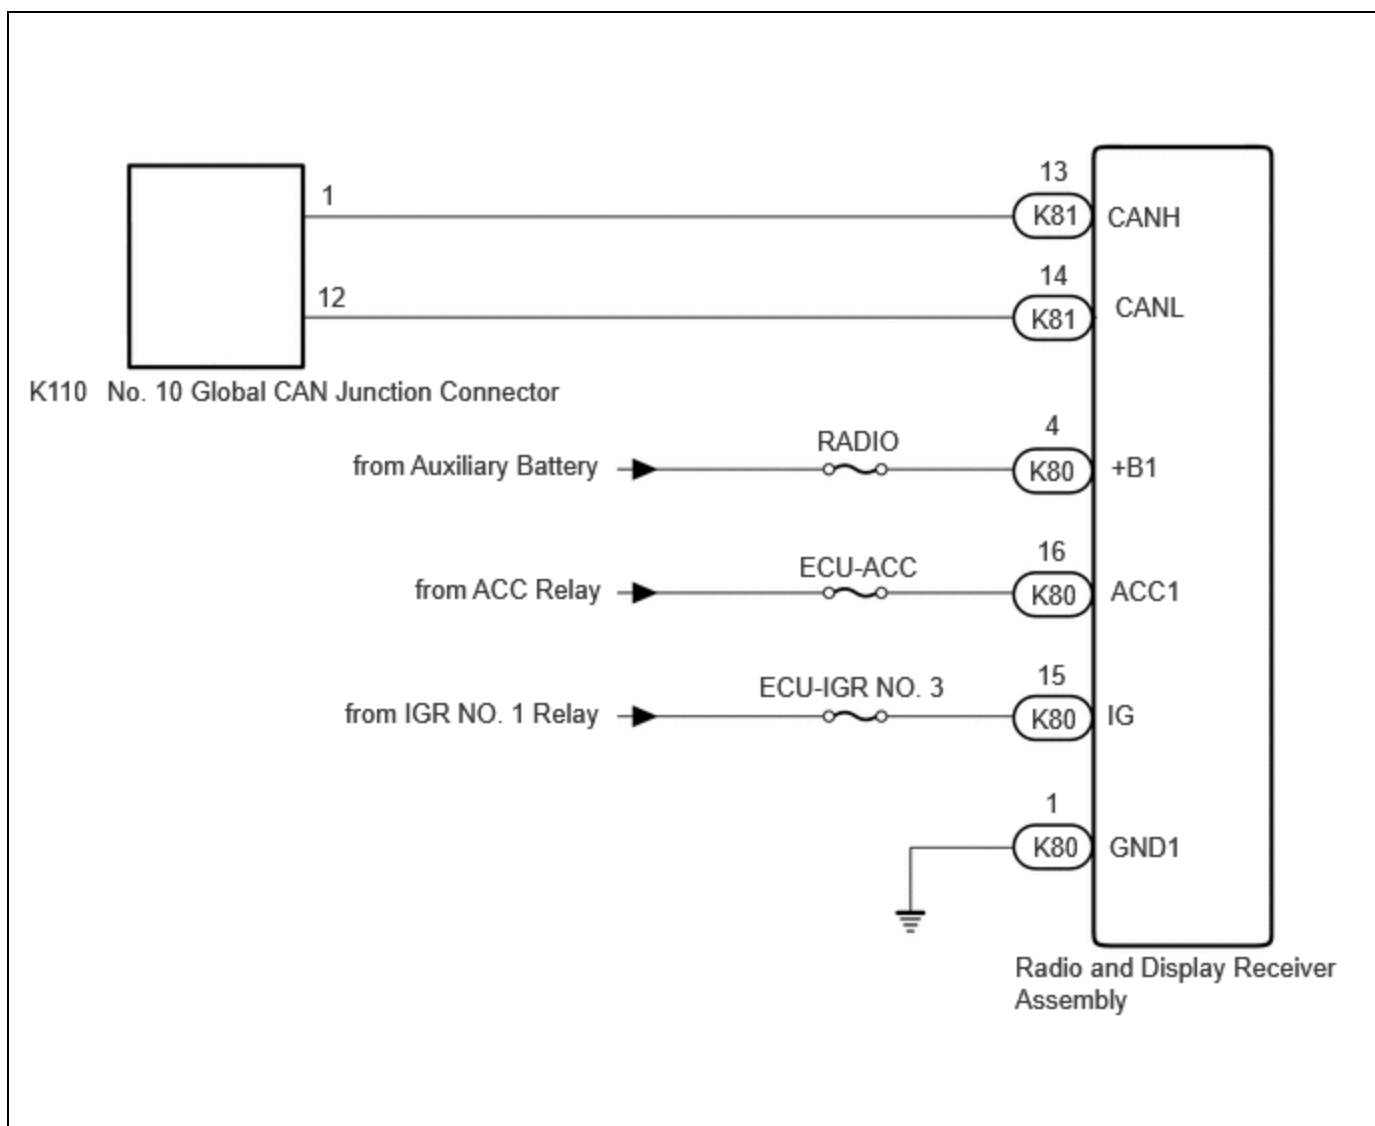 1
13
K81 CANH
12
14
K81 CANL
K110 No. 10 Global CAN Junction Connector
RADIO
4
from Auxiliary Battery
K80 +B1
ECU-ACC
16
from ACC Relay
K80 ACC1
ECU-IGR NO. 3
15
from IGR NO. 1 Relay
K80 IG
1
K80 GND1
Radio and Display Receiver
Assembly